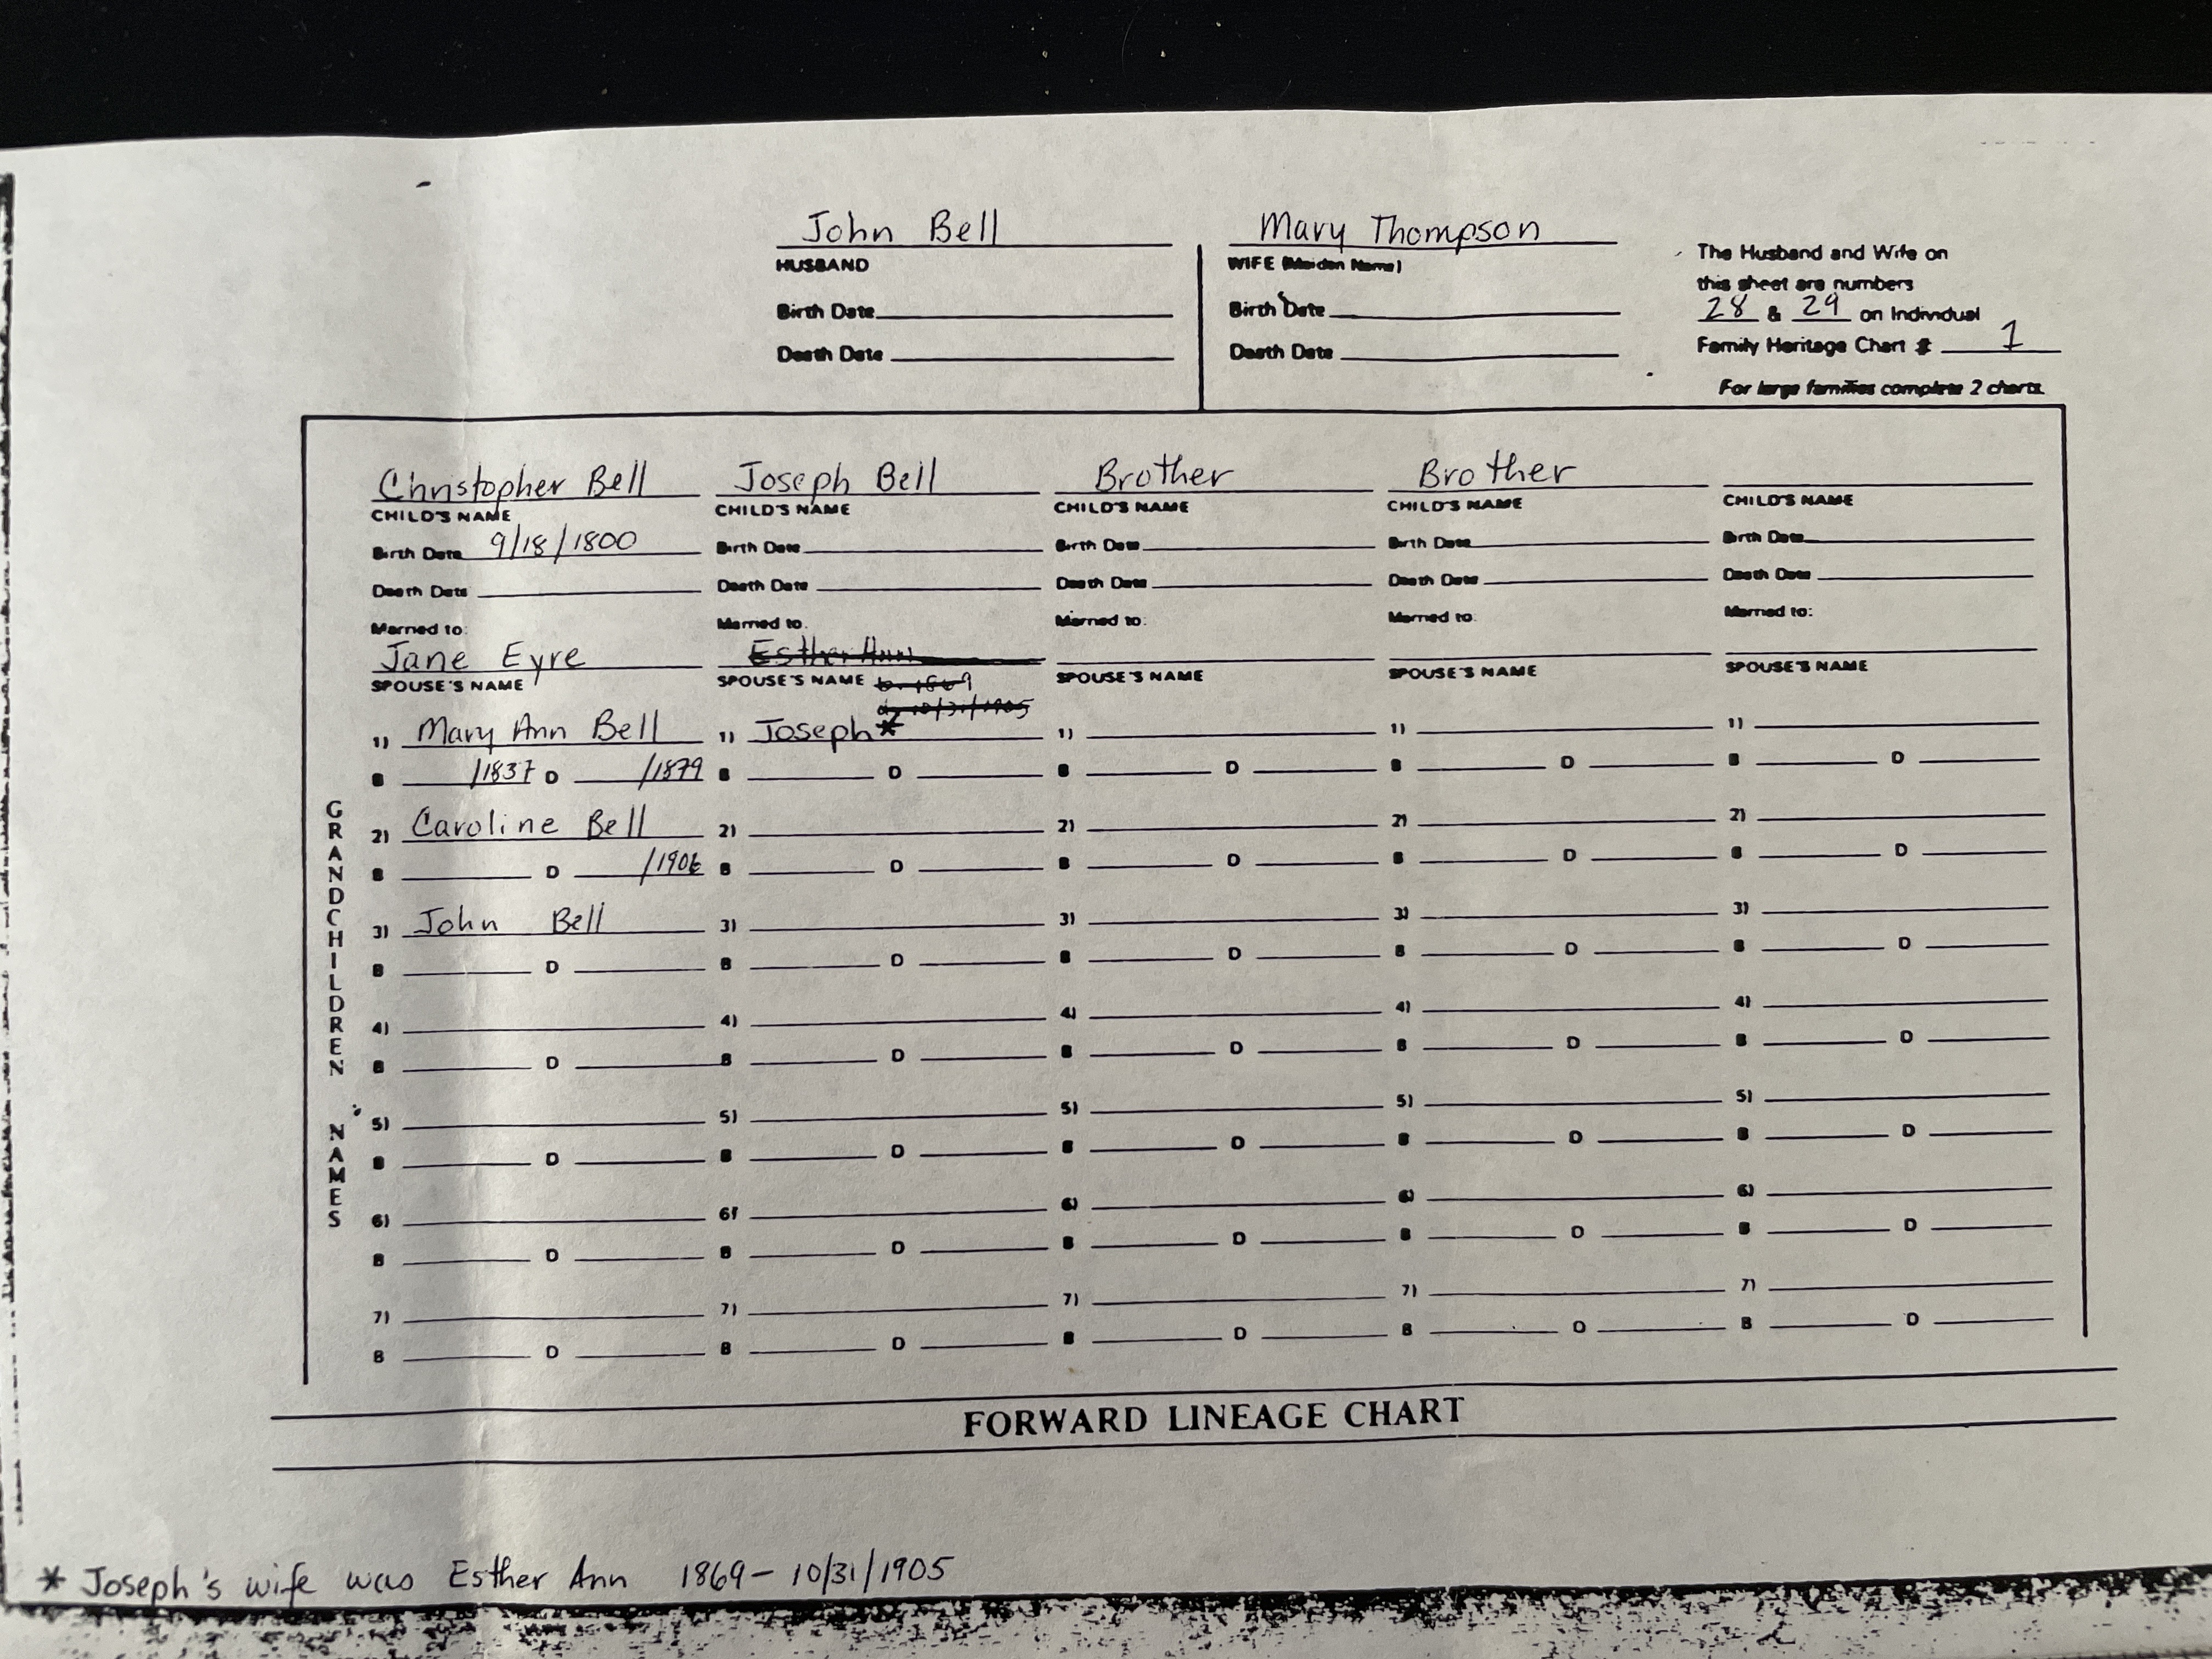 John Bell
HUSBAND
Birth Date
Death Date
Mary Thompson
WIFE (Maiden Name)
Birth Date
Death Date
The Husband and Wife on
this sheet are numbers
28 & 29 on Individual
Family Heritage Chart # 1
For large families complete 2 charts
Christopher Bell
CHILD'S NAME
Birth Date 9/18/1800
Death Date
Married to:
Jane Eyre
SPOUSE'S NAME
GRANDCHILDREN NAMES
1) Mary Ann Bell
B /1837 D /1879
2) Caroline Bell
B D /1906
3) John Bell
B D
4)
B D
5)
B D
6)
B D
7)
B D
Joseph Bell
CHILD'S NAME
Birth Date
Death Date
Married to:
Esther Ann
SPOUSE'S NAME b. 1869
d. 10/31/1905
1) Joseph*
B D
2)
B D
3)
B D
4)
B D
5)
B D
6)
B D
7)
B D
Brother
CHILD'S NAME
Birth Date
Death Date
Married to:
SPOUSE'S NAME
1)
B D
2)
B D
3)
B D
4)
B D
5)
B D
6)
B D
7)
B D
Brother
CHILD'S NAME
Birth Date
Death Date
Married to:
SPOUSE'S NAME
1)
B D
2)
B D
3)
B D
4)
B D
5)
B D
6)
B D
7)
B D
CHILD'S NAME
Birth Date
Death Date
Married to:
SPOUSE'S NAME
1)
B D
2)
B D
3)
B D
4)
B D
5)
B D
6)
B D
7)
B D
FORWARD LINEAGE CHART
* Joseph's wife was Esther Ann 1869 - 10/31/1905